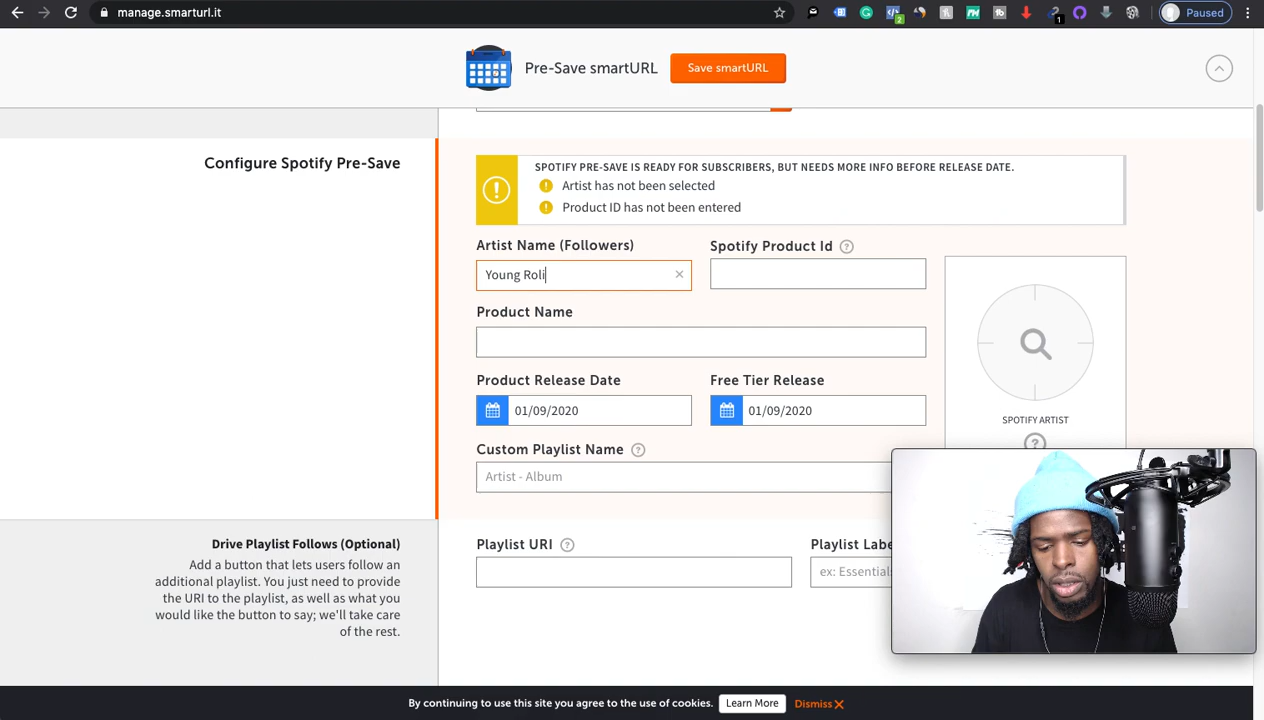 manage.smarturl.it
2
1
Paused
Pre-Save smartURL
Save smartURL
Configure Spotify Pre-Save
SPOTIFY PRE-SAVE IS READY FOR SUBSCRIBERS, BUT NEEDS MORE INFO BEFORE RELEASE DATE.
Artist has not been selected
Product ID has not been entered
Artist Name (Followers)
Spotify Product Id
Young Roli
Product Name
Product Release Date
Free Tier Release
01/09/2020
01/09/2020
SPOTIFY ARTIST
Custom Playlist Name
Artist - Album
Drive Playlist Follows (Optional)
Add a button that lets users follow an
additional playlist. You just need to provide
the URI to the playlist, as well as what you
would like the button to say; we'll take care
of the rest.
Playlist URI
Playlist Labe
ex: Essentials
By continuing to use this site you agree to the use of cookies.
Learn More
Dismiss